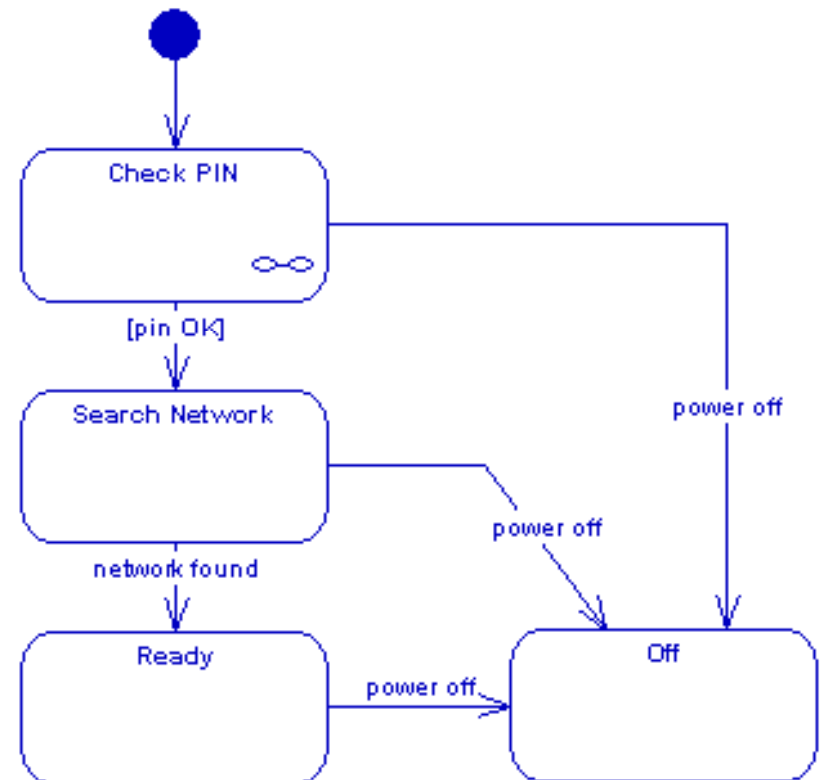 Check PIN
[pin OK]
Search Network
power off
power off
network found
Ready
Off
power off